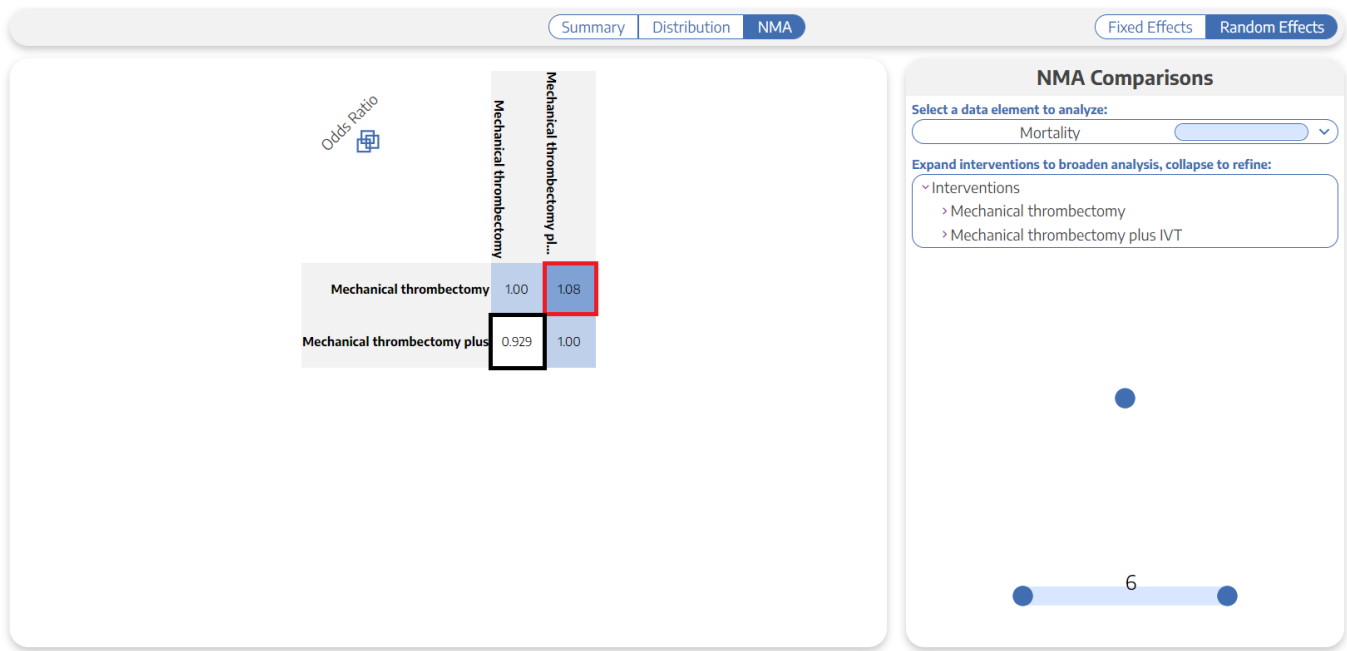 Summary Distribution NMA Fixed Effects Random Effects
Odds Ratio
Mechanical thrombectomy
Mechanical thrombectomy pl...
Mechanical thrombectomy 1.00 1.08
Mechanical thrombectomy plus 0.929 1.00
NMA Comparisons
Select a data element to analyze:
Mortality
Expand interventions to broaden analysis, collapse to refine:
Interventions
Mechanical thrombectomy
Mechanical thrombectomy plus IVT
6